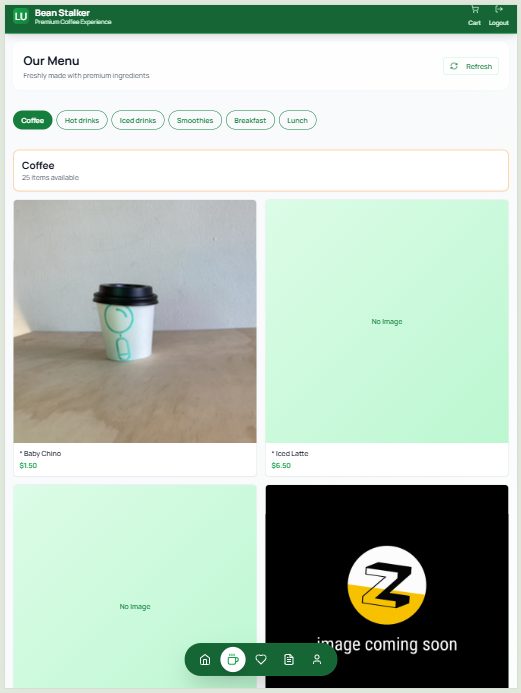 LU
Bean Stalker
Premium Coffee Experience
Cart
Logout
Our Menu
Freshly made with premium ingredients
Refresh
Coffee
Hot drinks
Iced drinks
Smoothies
Breakfast
Lunch
Coffee
25 items available
No Image
* Baby Chino
$1.50
* Iced Latte
$6.50
No Image
Z
image coming soon